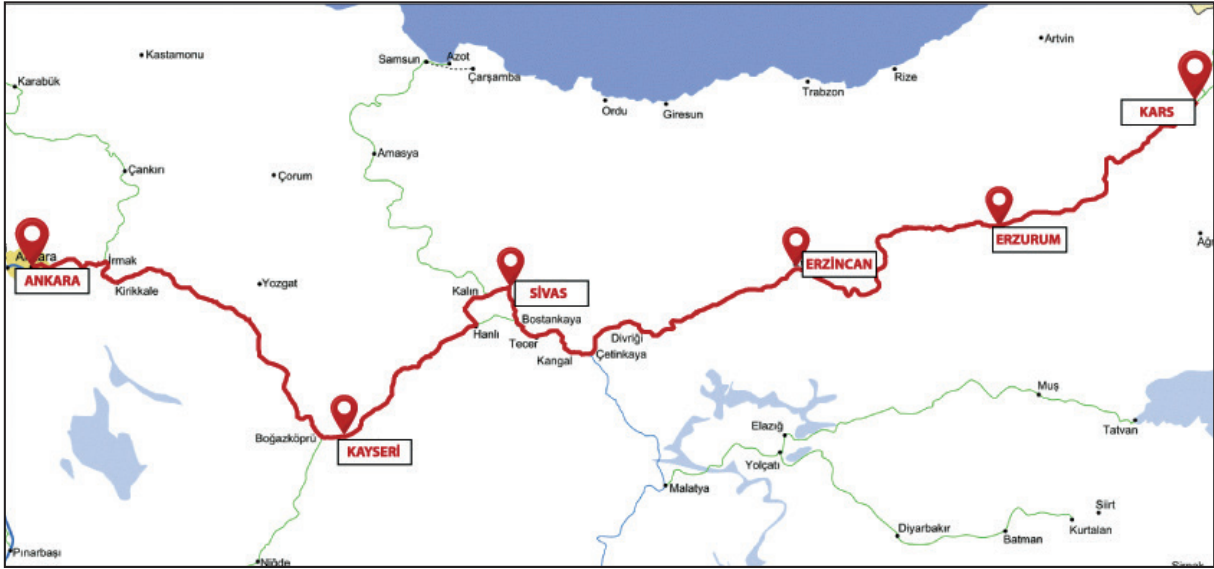 Kastamonu
Samsun
Azot
Çarşamba
Artvin
Rize
Trabzon
Karabük
Ordu
Giresun
KARS
Amasya
Çankırı
Çorum
ERZURUM
İrmak
ERZİNCAN
ANKARA
Kirikkale
Yozgat
Kalın
SİVAS
Bostankaya
Hanlı
Tecer
Divriği
Kangal
Çetinkaya
Muş
Elazığ
Tatvan
Boğazköprü
KAYSERİ
Yolçatı
Malatya
Siirt
Diyarbakır
Batman
Kurtalan
Pınarbaşı
Niğde